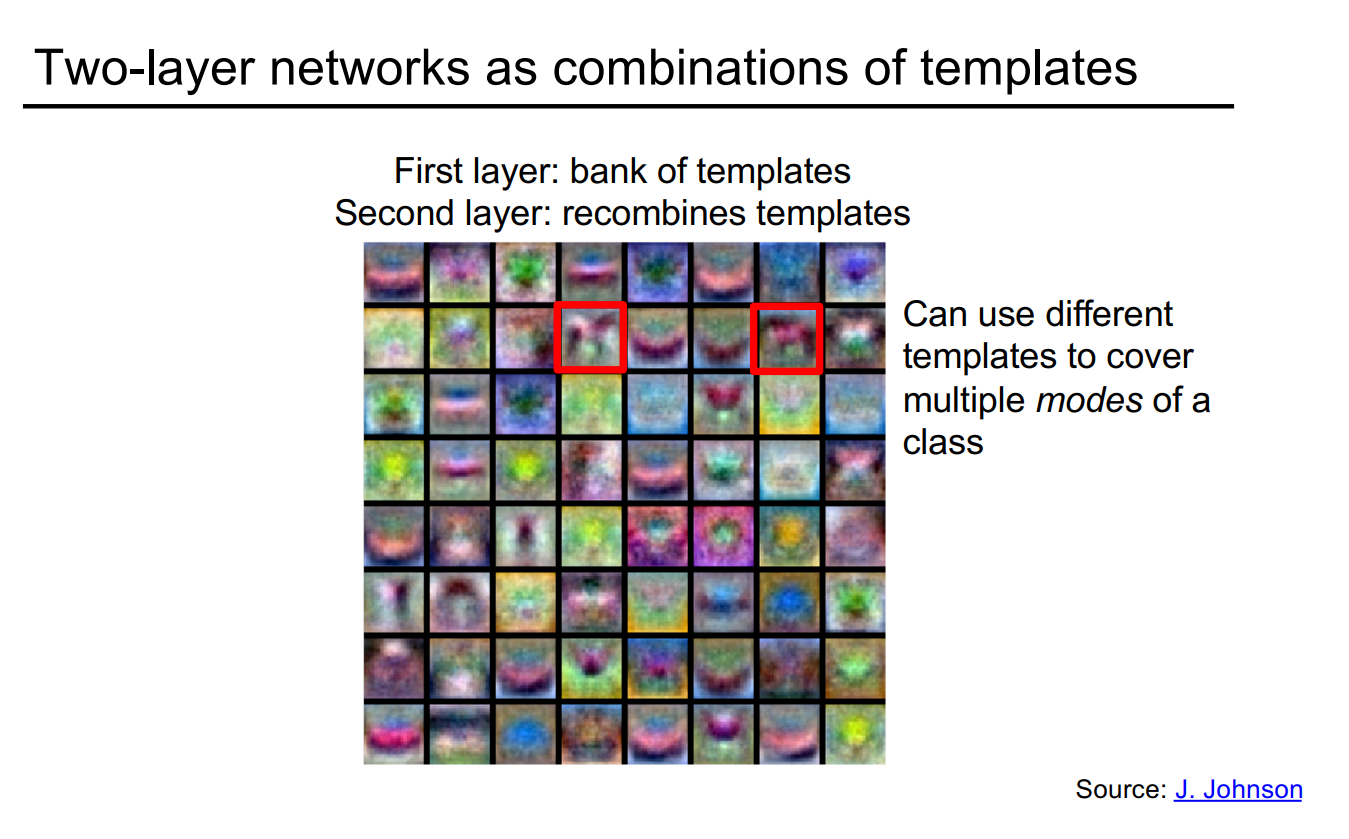 Two-layer networks as combinations of templates
First layer: bank of templates
Second layer: recombines templates
Can use different
templates to cover
multiple modes of a
class
Source: J. Johnson